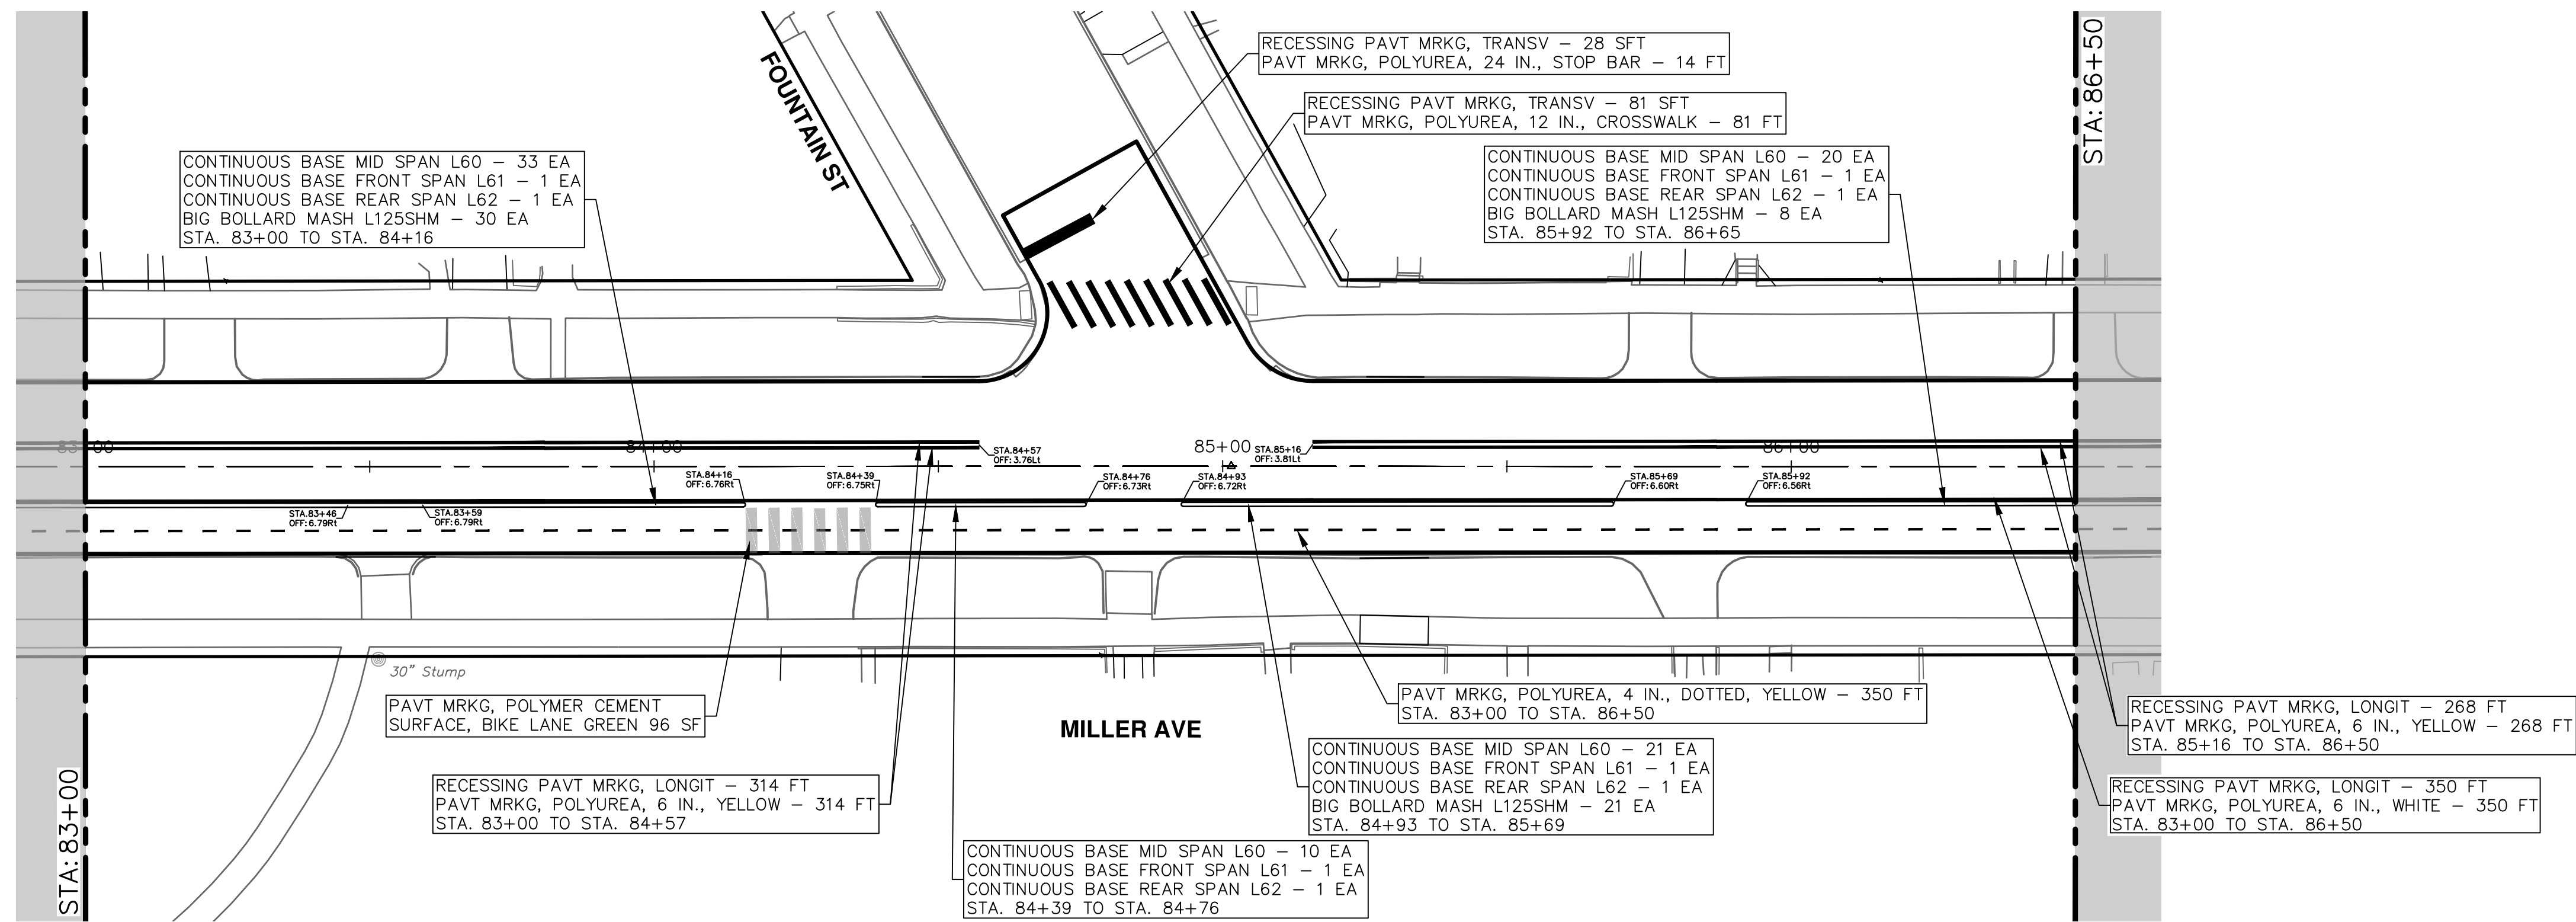 RECESSING PAVT MRKG, TRANSV – 28 SFT
PAVT MRKG, POLYUREA, 24 IN., STOP BAR – 14 FT
RECESSING PAVT MRKG, TRANSV – 81 SFT
PAVT MRKG, POLYUREA, 12 IN., CROSSWALK – 81 FT
FOUNTAIN ST
STA: 86+50
CONTINUOUS BASE MID SPAN L60 – 33 EA
CONTINUOUS BASE FRONT SPAN L61 – 1 EA
CONTINUOUS BASE REAR SPAN L62 – 1 EA
BIG BOLLARD MASH L125SHM – 30 EA
STA. 83+00 TO STA. 84+16
CONTINUOUS BASE MID SPAN L60 – 20 EA
CONTINUOUS BASE FRONT SPAN L61 – 1 EA
CONTINUOUS BASE REAR SPAN L62 – 1 EA
BIG BOLLARD MASH L125SHM – 8 EA
STA. 85+92 TO STA. 86+65
83+00
84+00
85+00
86+00
STA.84+57
OFF: 3.76Lt
STA.85+16
OFF: 3.81Lt
STA.84+16
OFF: 6.76Rt
STA.84+39
OFF: 6.75Rt
STA.84+76
OFF: 6.73Rt
STA.84+93
OFF: 6.72Rt
STA.85+69
OFF: 6.60Rt
STA.85+92
OFF: 6.56Rt
STA.83+46
OFF: 6.79Rt
STA.83+59
OFF: 6.79Rt
30" Stump
PAVT MRKG, POLYMER CEMENT
SURFACE, BIKE LANE GREEN 96 SF
MILLER AVE
PAVT MRKG, POLYUREA, 4 IN., DOTTED, YELLOW – 350 FT
STA. 83+00 TO STA. 86+50
RECESSING PAVT MRKG, LONGIT – 268 FT
PAVT MRKG, POLYUREA, 6 IN., YELLOW – 268 FT
STA. 85+16 TO STA. 86+50
STA: 83+00
RECESSING PAVT MRKG, LONGIT – 314 FT
PAVT MRKG, POLYUREA, 6 IN., YELLOW – 314 FT
STA. 83+00 TO STA. 84+57
CONTINUOUS BASE MID SPAN L60 – 21 EA
CONTINUOUS BASE FRONT SPAN L61 – 1 EA
CONTINUOUS BASE REAR SPAN L62 – 1 EA
BIG BOLLARD MASH L125SHM – 21 EA
STA. 84+93 TO STA. 85+69
RECESSING PAVT MRKG, LONGIT – 350 FT
PAVT MRKG, POLYUREA, 6 IN., WHITE – 350 FT
STA. 83+00 TO STA. 86+50
CONTINUOUS BASE MID SPAN L60 – 10 EA
CONTINUOUS BASE FRONT SPAN L61 – 1 EA
CONTINUOUS BASE REAR SPAN L62 – 1 EA
STA. 84+39 TO STA. 84+76